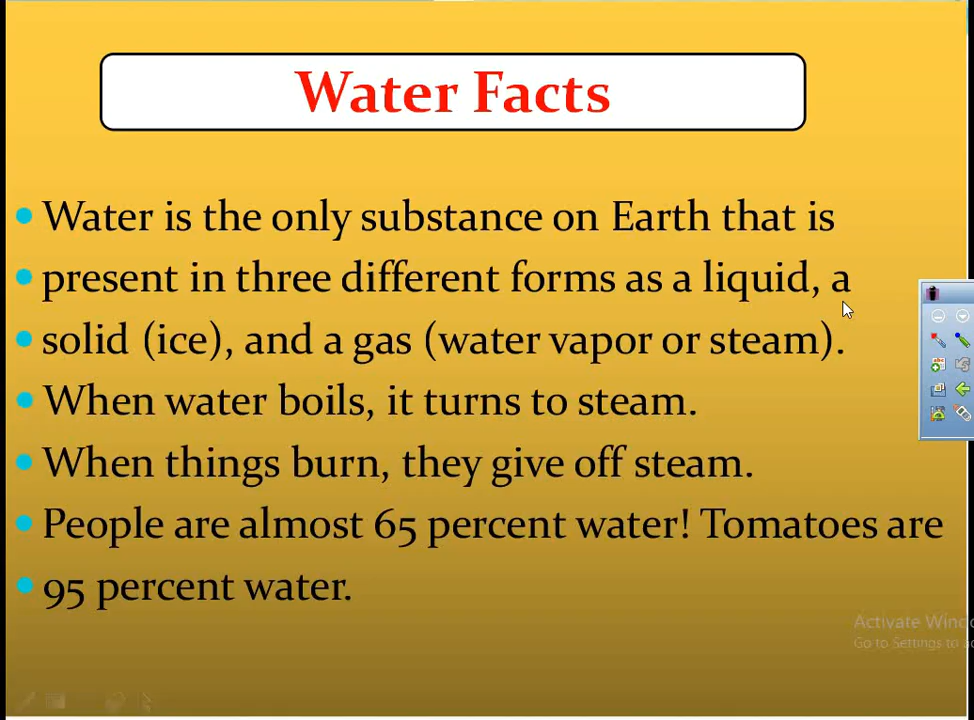 Water Facts
Water is the only substance on Earth that is
present in three different forms as a liquid, a
solid (ice), and a gas (water vapor or steam).
When water boils, it turns to steam.
When things burn, they give off steam.
People are almost 65 percent water! Tomatoes are
95 percent water.
Activate
Go to Settings to